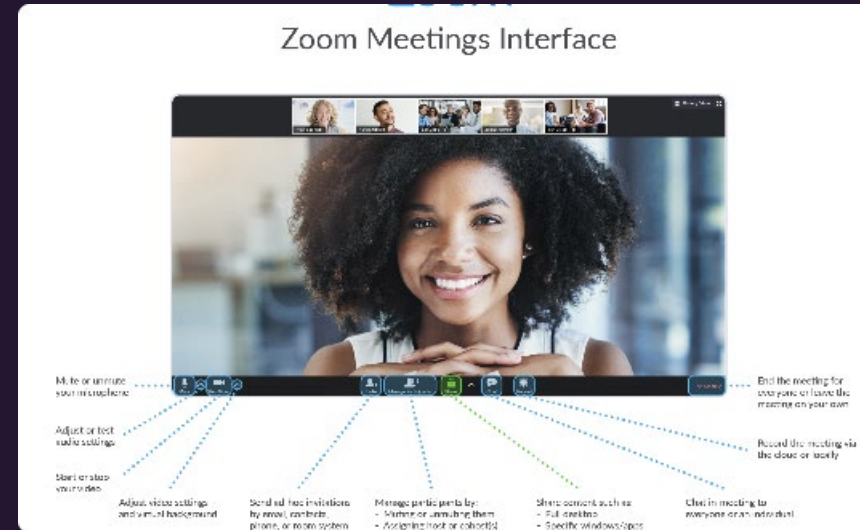 Zoom Meetings Interface
Mute or unmute
your microphone
Adjust or test
audio settings
Start or stop
your video
Adjust video settings
and virtual background
Send ad hoc invitations
by email, contacts,
phone, or room system
Manage participants by:
- Muting or unmuting them
- Assigning host or cohost(s)
Share content such as:
- Full desktop
- Specific windows/apps
Chat in meeting to
everyone or an individual
Record the meeting via
the cloud or locally
End the meeting for
everyone or leave the
meeting on your own